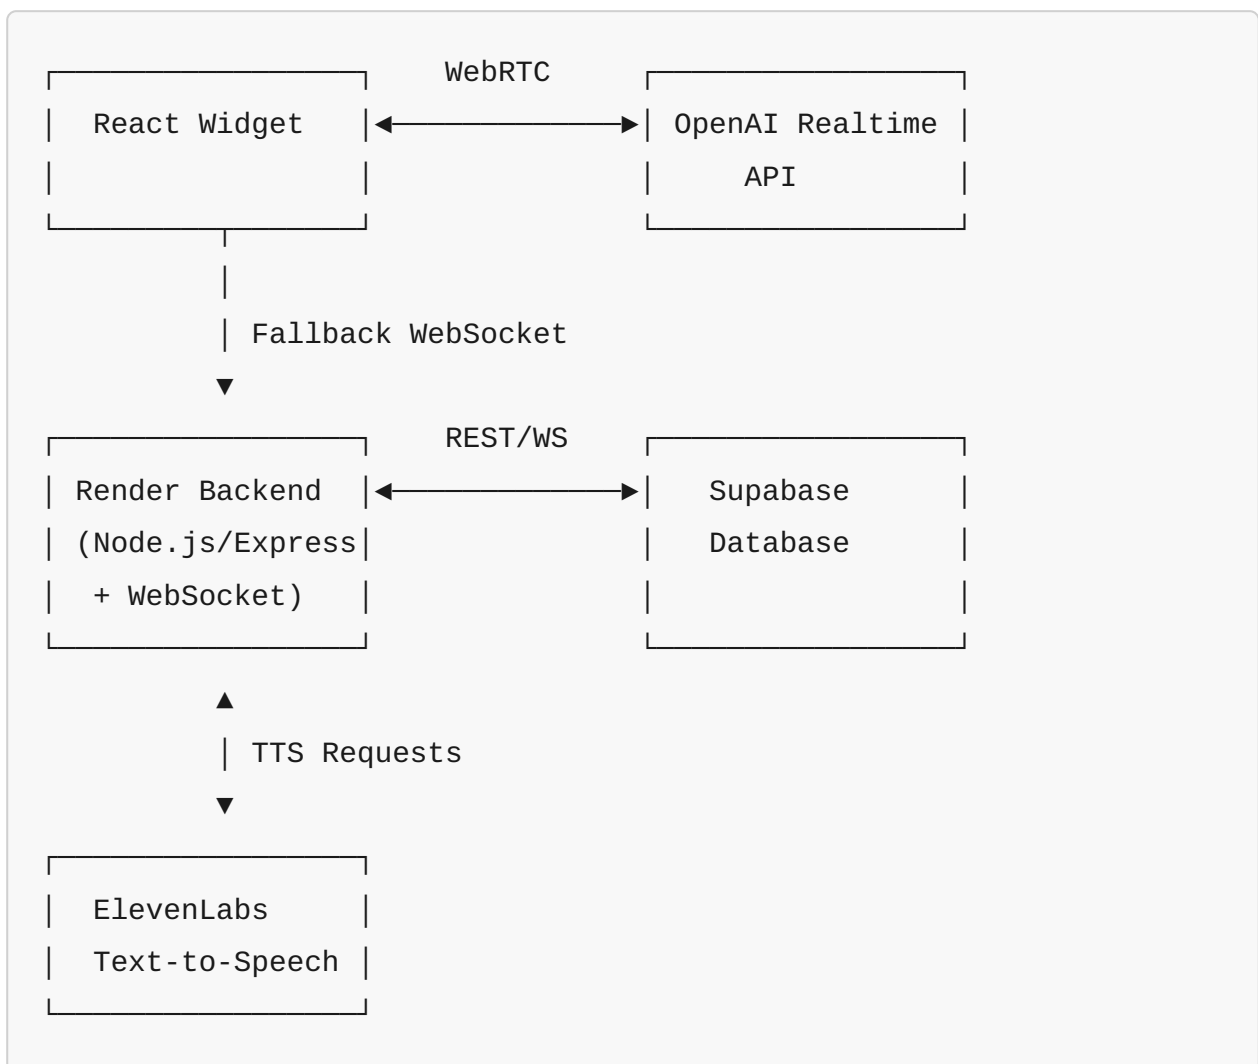 WebRTC
React Widget
OpenAI Realtime
API
Fallback WebSocket
REST/WS
Render Backend
Supabase
(Node.js/Express
Database
+ WebSocket)
TTS Requests
ElevenLabs
Text-to-Speech